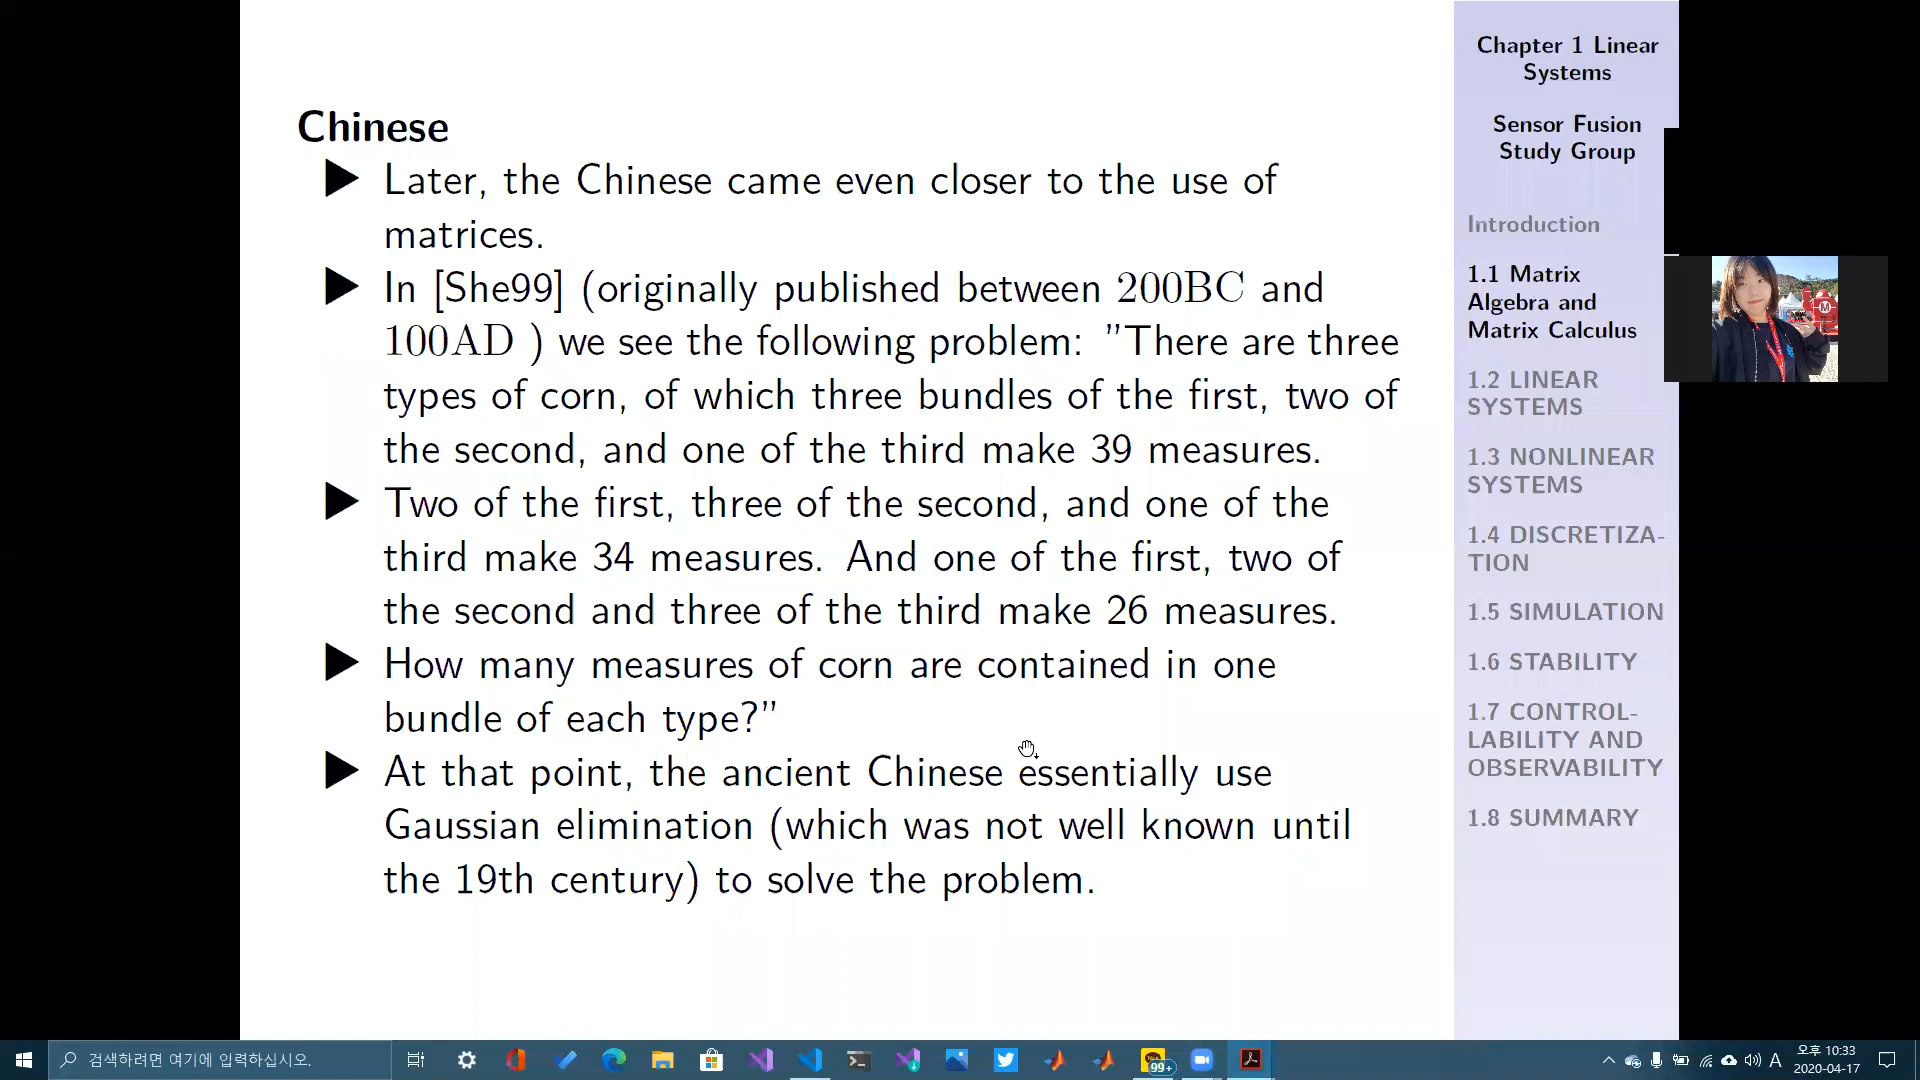 Chinese
Later, the Chinese came even closer to the use of
matrices.
In [She99] (originally published between 200BC and
100AD ) we see the following problem: ”There are three
types of corn, of which three bundles of the first, two of
the second, and one of the third make 39 measures.
Two of the first, three of the second, and one of the
third make 34 measures. And one of the first, two of
the second and three of the third make 26 measures.
How many measures of corn are contained in one
bundle of each type?”
At that point, the ancient Chinese essentially use
Gaussian elimination (which was not well known until
the 19th century) to solve the problem.
Chapter 1 Linear
Systems
Sensor Fusion
Study Group
Introduction
1.1 Matrix
Algebra and
Matrix Calculus
1.2 LINEAR
SYSTEMS
1.3 NONLINEAR
SYSTEMS
1.4 DISCRETIZA-
TION
1.5 SIMULATION
1.6 STABILITY
1.7 CONTROL-
LABILITY AND
OBSERVABILITY
1.8 SUMMARY
M
검색하려면 여기에 입력하십시오.
99+
A
오후 10:33
2020-04-17